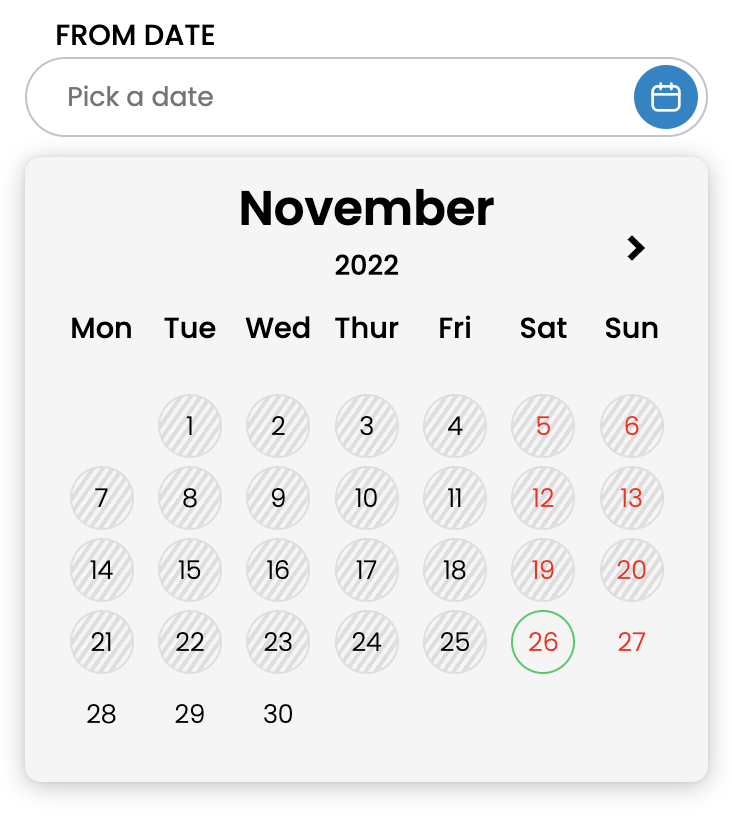 FROM DATE
Pick a date
November
2022
Mon Tue Wed Thur Fri Sat Sun
1 2 3 4 5 6
7 8 9 10 11 12 13
14 15 16 17 18 19 20
21 22 23 24 25 26 27
28 29 30